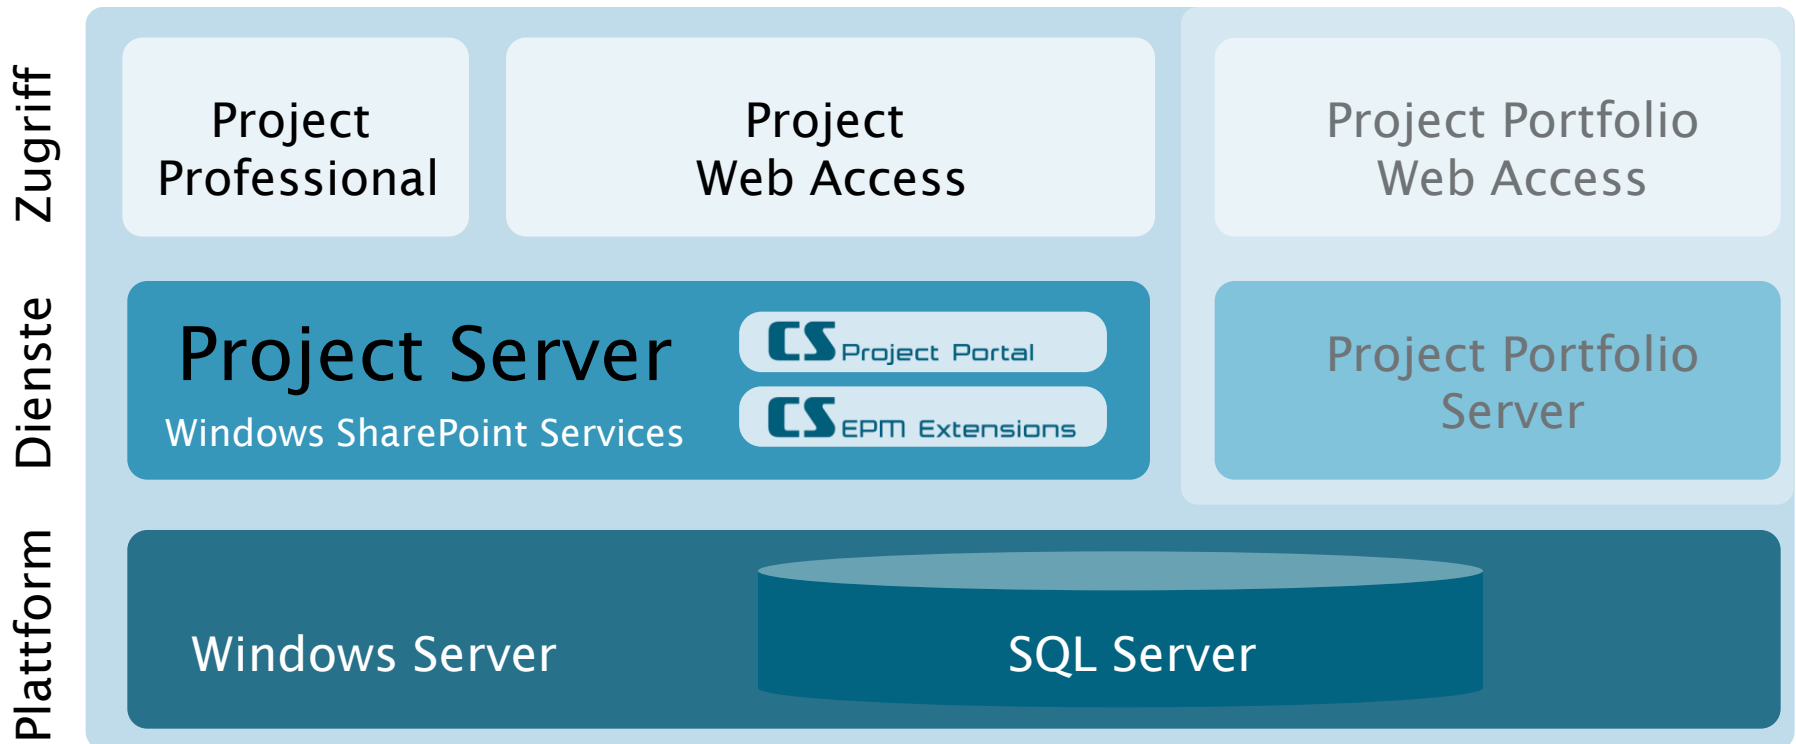 Zugriff
Project
Professional
Project
Web Access
Project Portfolio
Web Access
Dienste
Project Server
Windows SharePoint Services
CS Project Portal
CS EPM Extensions
Project Portfolio
Server
Plattform
Windows Server
SQL Server